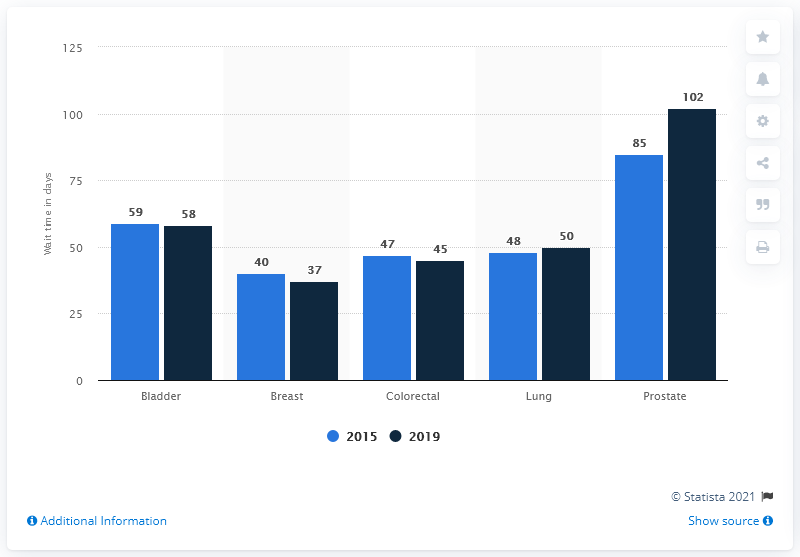 125
100
75
50
25
0
Wait time in days
59 58 40 37 47 45 48 50 85 102
Bladder Breast Colorectal Lung Prostate
2015 2019
© Statista 2021
Additional Information Show source